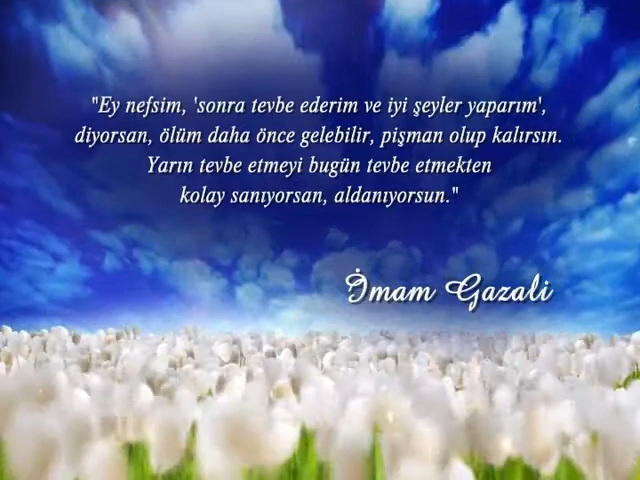 "Ey nefsim, 'sonra tevbe ederim ve iyi şeyler yaparım',
diyorsan, ölüm daha önce gelebilir, pişman olup kalırsın.
Yarın tevbe etmeyi bugün tevbe etmekten
kolay sanıyorsan, aldanıyorsun."
İmam Gazali